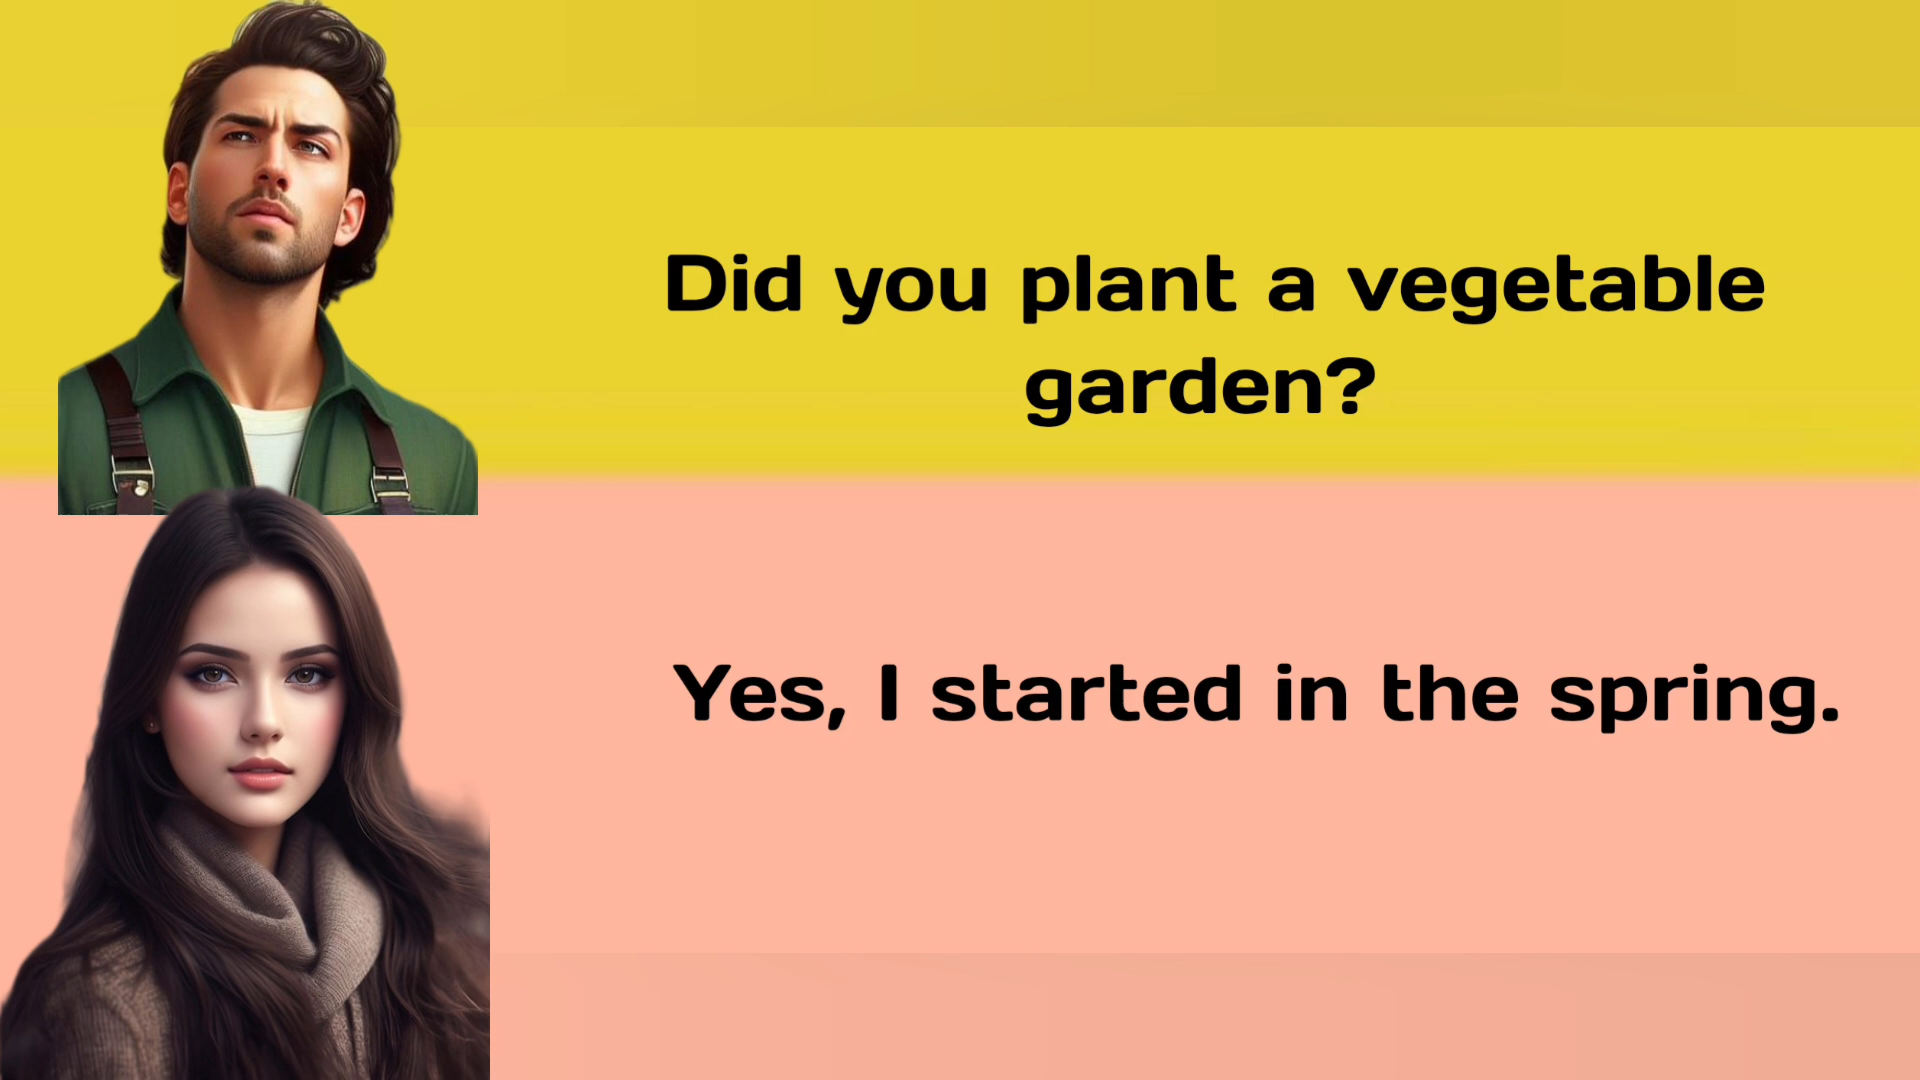 Did you plant a vegetable
garden?
Yes, I started in the spring.